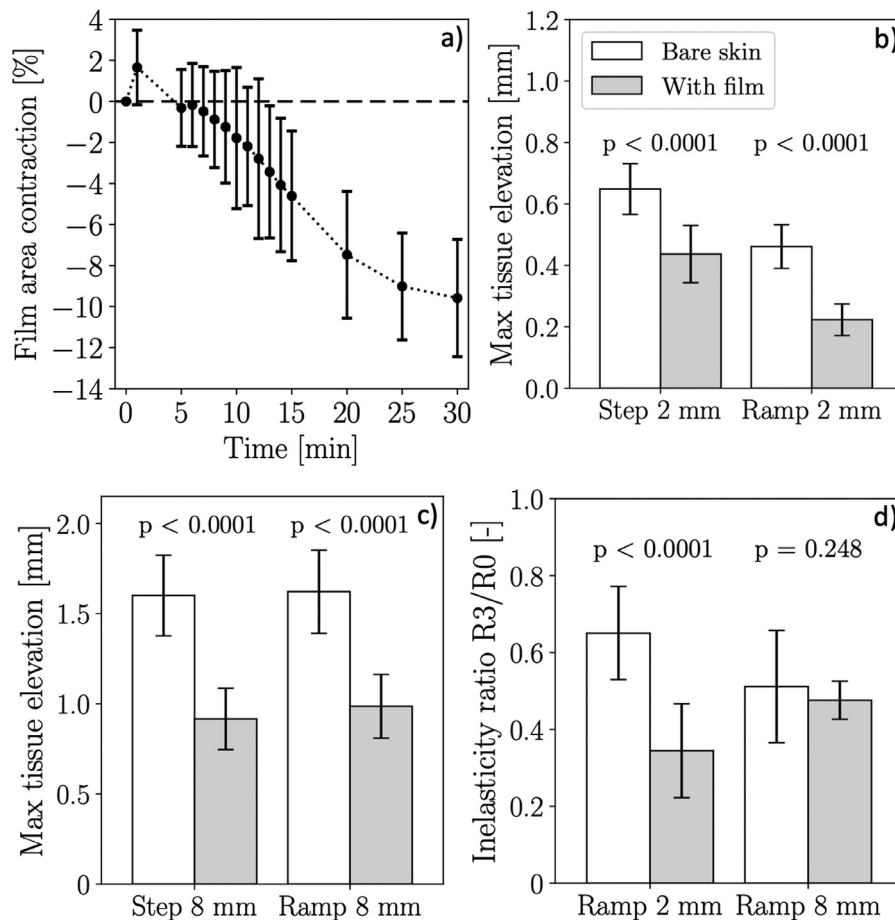 a)
Film area contraction [%]
4
2
0
−2
−4
−6
−8
−10
−12
−14
0 5 10 15 20 25 30
Time [min]
b)
Max tissue elevation [mm]
1.2
1.0
0.8
0.6
0.4
0.2
0.0
Bare skin
With film
p < 0.0001 p < 0.0001
Step 2 mm Ramp 2 mm
c)
Max tissue elevation [mm]
2.0
1.5
1.0
0.5
0
p < 0.0001 p < 0.0001
Step 8 mm Ramp 8 mm
d)
Inelasticity ratio R3/R0 [-]
1.0
0.8
0.6
0.4
0.2
0
p < 0.0001 p = 0.248
Ramp 2 mm Ramp 8 mm